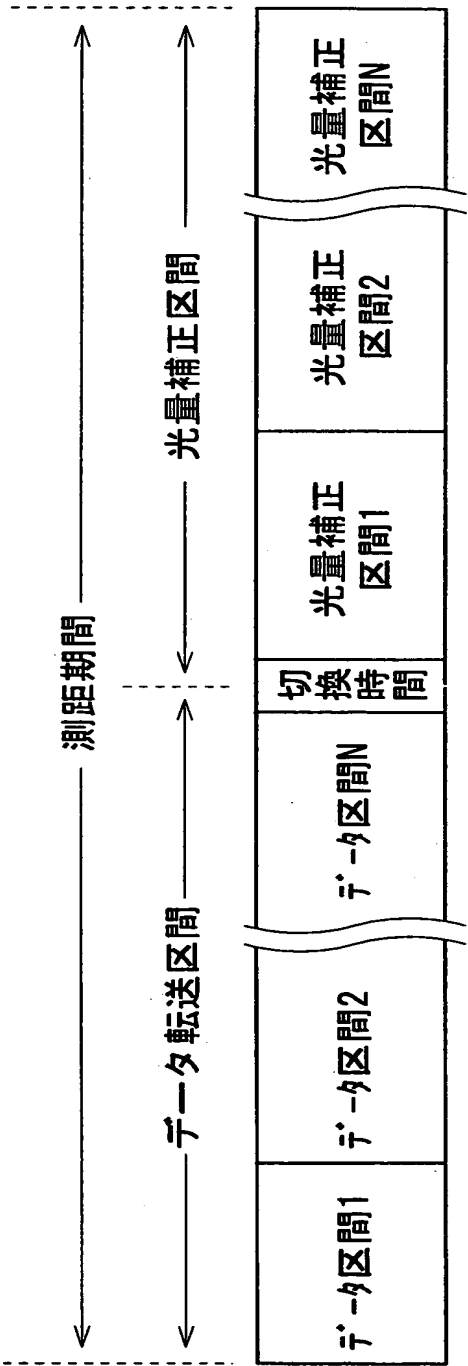 測距期間
データ転送区間
光量補正区間
データ区間1
データ区間2
データ区間N
切換時間
光量補正
区間1
光量補正
区間2
光量補正
区間N